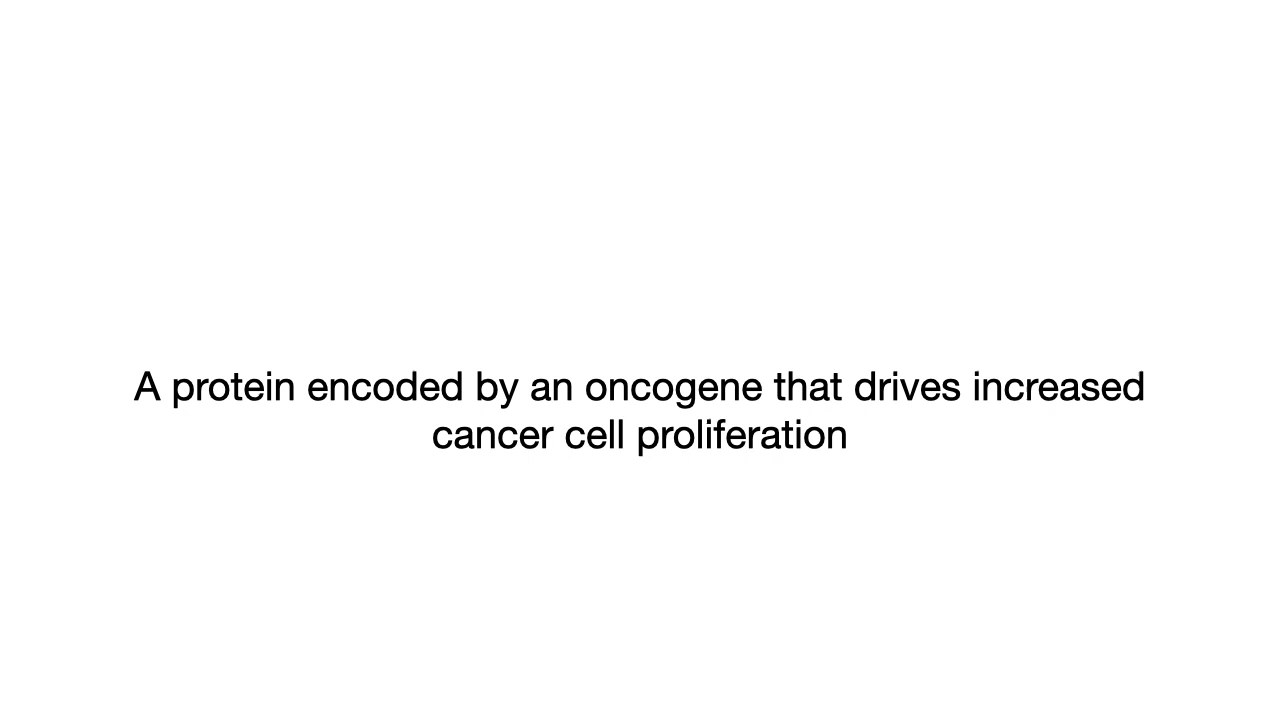 A protein encoded by an oncogene that drives increased
cancer cell proliferation